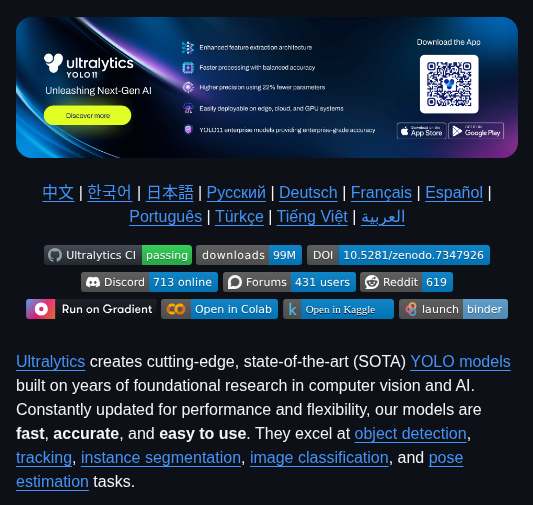 Download the App
ultralytics
YOLO11
Unleashing Next-Gen AI
Discover more
Enhanced feature extraction architecture
Faster processing with balanced accuracy
Higher precision using 22% fewer parameters
Easily deployable on edge, cloud, and GPU systems
YOLO11 enterprise models providing enterprise-grade accuracy
Download on the App Store
GET IT ON Google Play
中文 | 한국어 | 日本語 | Русский | Deutsch | Français | Español |
Português | Türkçe | Tiếng Việt | العربية
Ultralytics CI passing downloads 99M DOI 10.5281/zenodo.7347926
Discord 713 online Forums 431 users Reddit 619
Run on Gradient Open in Colab Open in Kaggle launch binder
Ultralytics creates cutting-edge, state-of-the-art (SOTA) YOLO models
built on years of foundational research in computer vision and AI.
Constantly updated for performance and flexibility, our models are
fast, accurate, and easy to use. They excel at object detection,
tracking, instance segmentation, image classification, and pose
estimation tasks.